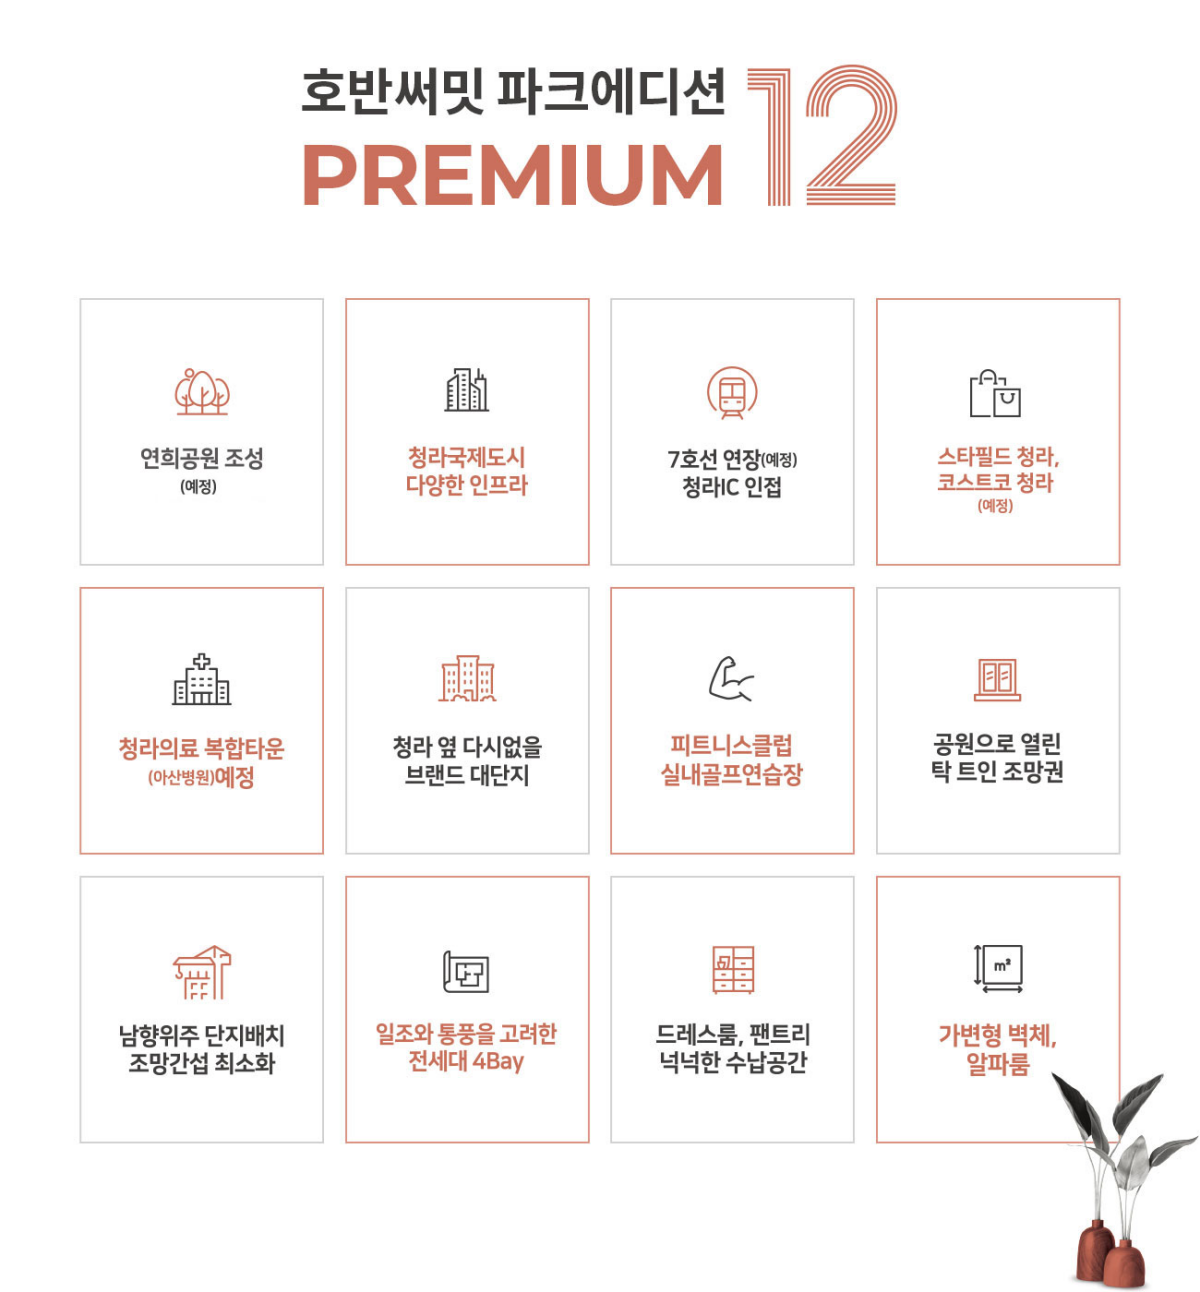 호반써밋 파크에디션
PREMIUM 12
연희공원 조성
(예정)
청라국제도시
다양한 인프라
7호선 연장(예정)
청라IC 인접
스타필드 청라,
코스트코 청라
(예정)
청라의료 복합타운
(아산병원)예정
청라 옆 다시없을
브랜드 대단지
피트니스클럽
실내골프연습장
공원으로 열린
탁 트인 조망권
남향위주 단지배치
조망간섭 최소화
일조와 통풍을 고려한
전세대 4Bay
드레스룸, 팬트리
넉넉한 수납공간
m²
가변형 벽체,
알파룸